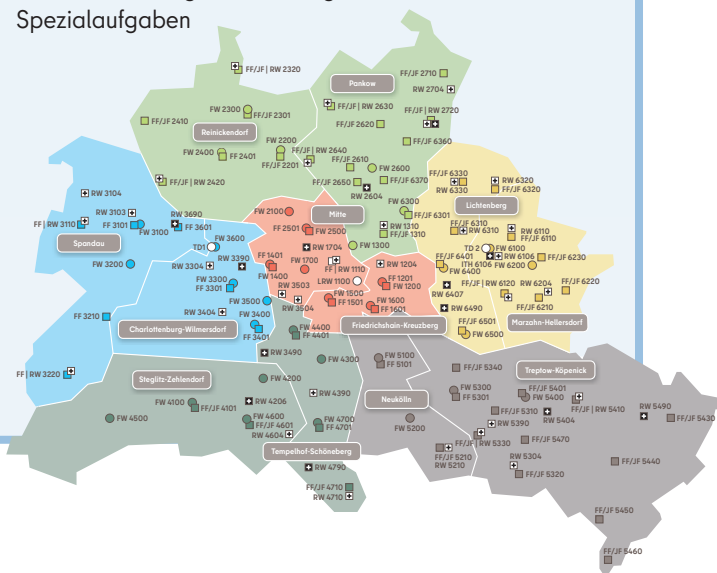 Spezialaufgaben
FF/JF | RW 2320
Pankow
FF/JF 2710
RW 2704
FW 2300
FF/JF 2301
FF/JF 2410
Reinickendorf
FF/JF | RW 2630
FF/JF | RW 2720
FF/JF 2620
FW 2200
FF/JF 6360
FW 2400
FF 2401
FF/JF 2201
FF/JF | RW 2640
FF/JF 2610
FW 2600
FF/JF | RW 2420
FF/JF 2650
RW 2604
FF/JF 6370
FF/JF 6330
RW 6330
RW 6320
FF/JF 6320
RW 3104
Lichtenberg
RW 3103
FF | RW 3110
FF 3101
FW 3100
RW 3690
FF 3601
FW 2100
Mitte
FW 6300
FF/JF 6301
FF 2501
FW 2500
RW 1310
FF/JF 1310
FF/JF 6310
RW 6310
RW 6110
FF/JF 6110
Spandau
TD1
FW 3600
RW 1704
FW 1300
TD 2
FW 6100
ITH 6106
RW 6106
FF/JF 6230
FW 3200
RW 3304
RW 3390
FF 1401
FW 1400
FW 1700
FF | RW 1110
LRW 1100
RW 1204
FF/JF 6401
FW 6400
FW 6200
FW 3300
FF 3301
RW 3503
FF 1201
FW 1200
RW 6407
FF/JF | RW 6120
RW 6204
FF/JF 6220
FW 3500
RW 3504
FW 1500
FF 1501
FW 1600
FF 1601
RW 6490
FF/JF 6210
FF 3210
RW 3404
FW 3400
FF 3401
Charlottenburg-Wilmersdorf
Friedrichshain-Kreuzberg
Marzahn-Hellersdorf
FW 4400
FF 4401
FF/JF 6501
FW 6500
RW 3490
FW 4300
FW 5100
FF 5101
FF/JF 5340
Treptow-Köpenick
FF | RW 3220
Steglitz-Zehlendorf
FW 4200
RW 4390
Neukölln
FW 5300
FF 5301
FF/JF 5401
FW 5400
FF/JF | RW 5410
FW 4100
FF/JF 4101
RW 4206
FF/JF 5310
RW 5404
RW 5490
FF/JF 5430
FW 4500
FW 4600
FF/JF 4601
RW 4604
FW 4700
FF 4701
FW 5200
RW 5390
FF/JF | RW 5330
FF/JF 5470
Tempelhof-Schöneberg
FF/JF 5210
RW 5210
RW 5304
FF/JF 5320
FF/JF 5440
RW 4790
FF/JF 4710
RW 4710
FF/JF 5450
FF/JF 5460